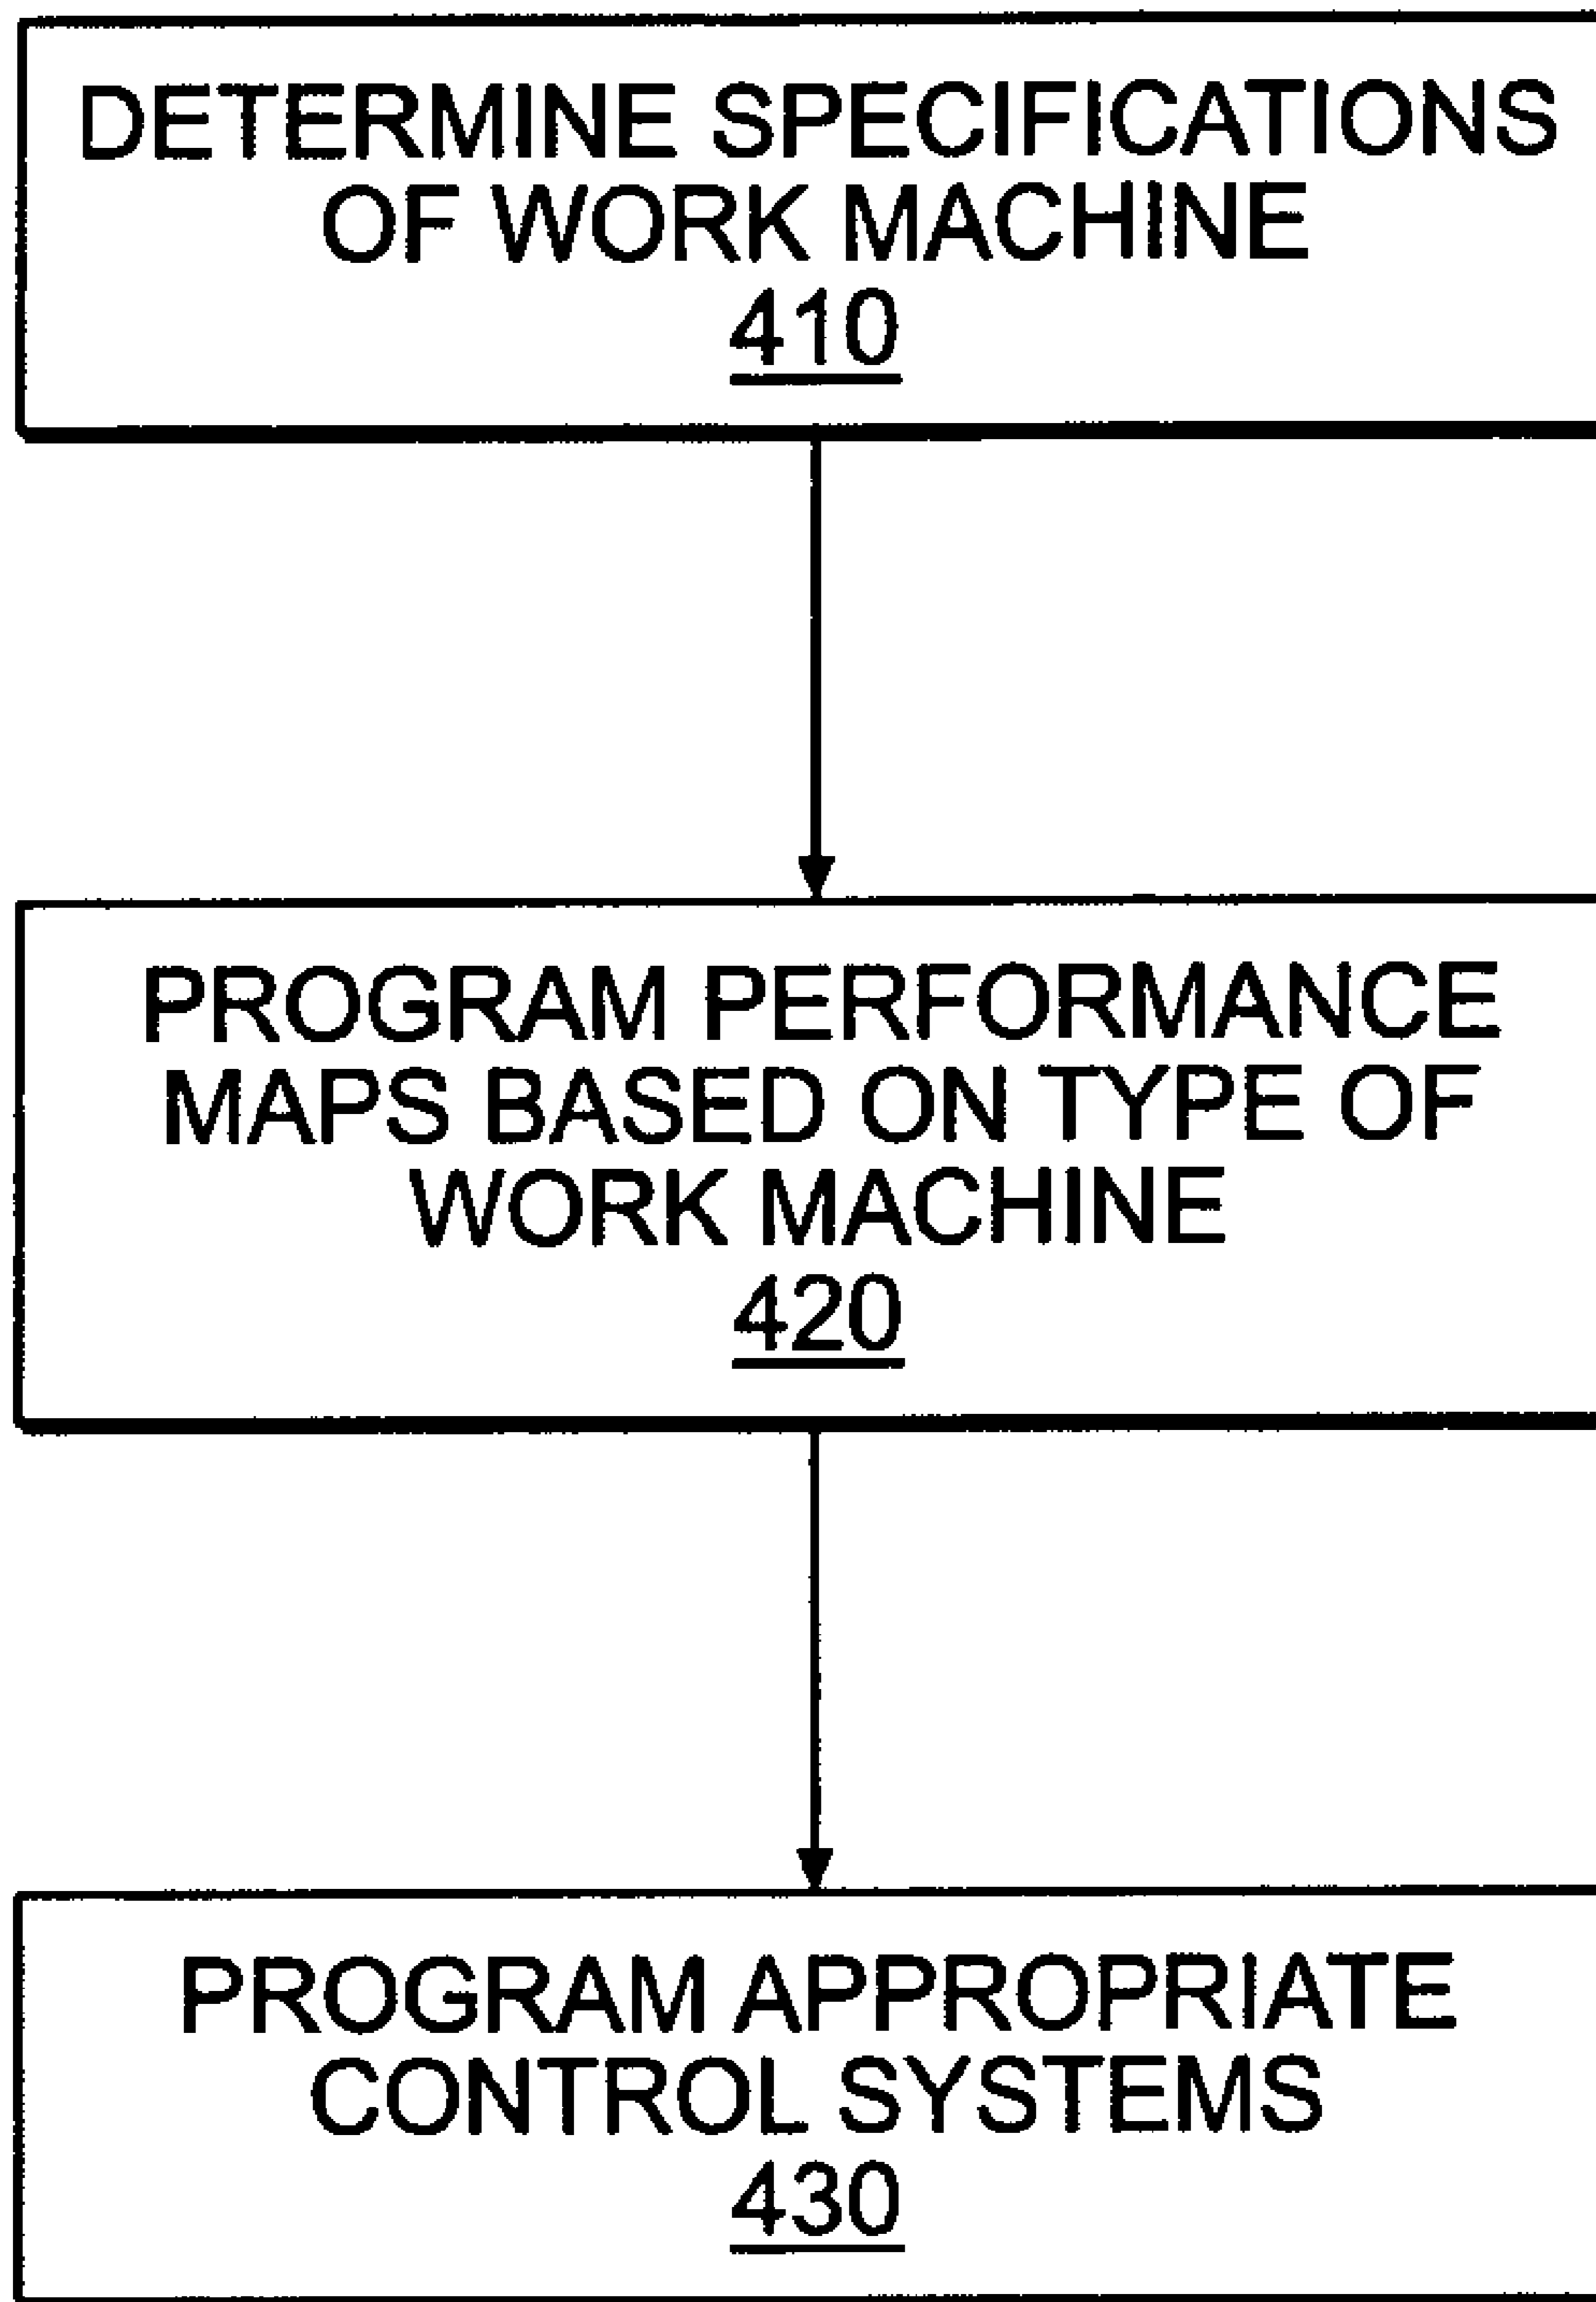 DETERMINE SPECIFICATIONS
OF WORK MACHINE
410
PROGRAM PERFORMANCE
MAPS BASED ON TYPE OF
WORK MACHINE
420
PROGRAM APPROPRIATE
CONTROL SYSTEMS
430